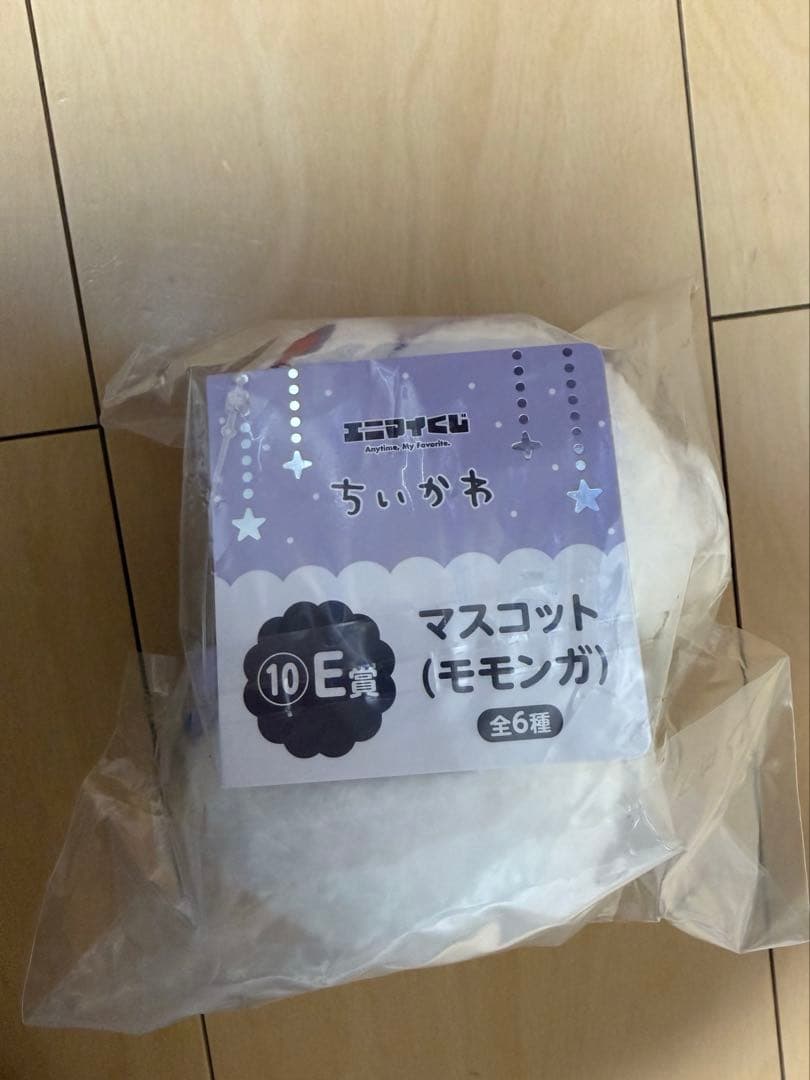 エニマイくじ
Anytime, My Favorite.
ちいかわ
⑩E賞
マスコット
(モモンガ)
全6種